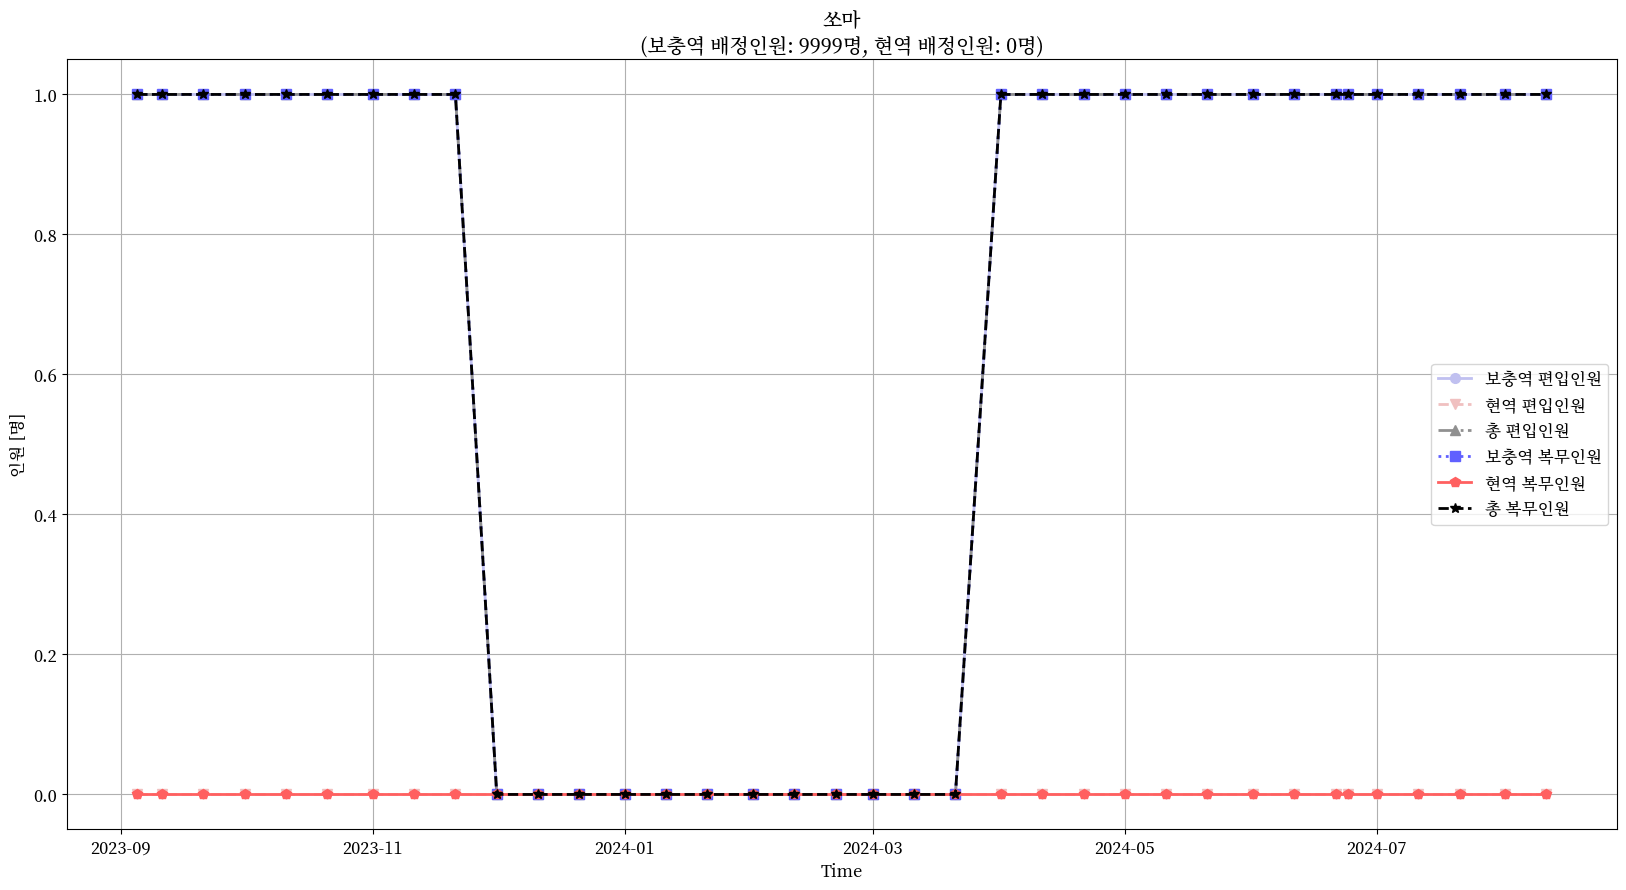 쏘마
(보충역 배정인원: 9999명, 현역 배정인원: 0명)
1.0
0.8
0.6
0.4
0.2
0.0
인원 [명]
보충역 편입인원
현역 편입인원
총 편입인원
보충역 복무인원
현역 복무인원
총 복무인원
2023-09 2023-11 2024-01 2024-03 2024-05 2024-07
Time